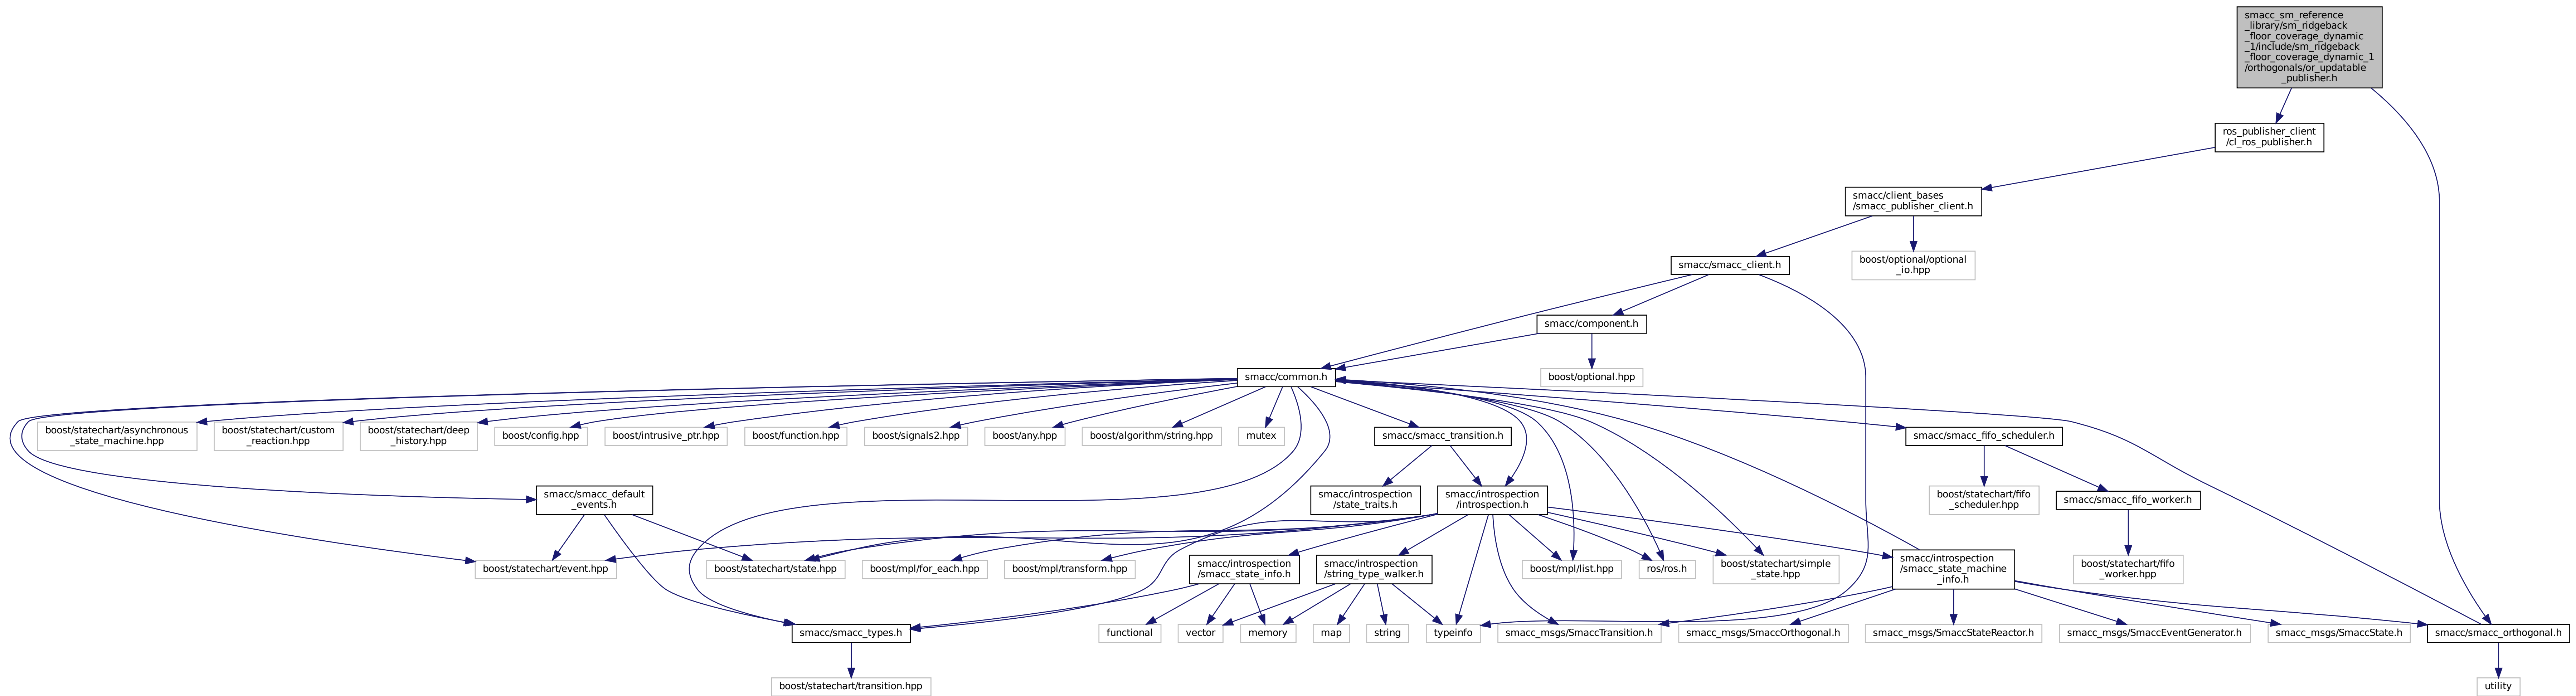 smacc_sm_reference
_library/sm_ridgeback
_floor_coverage_dynamic
_1/include/sm_ridgeback
_floor_coverage_dynamic_1
/orthogonals/or_updatable
_publisher.h
ros_publisher_client
/cl_ros_publisher.h
smacc/client_bases
/smacc_publisher_client.h
smacc/smacc_client.h
boost/optional/optional
_io.hpp
smacc/component.h
smacc/common.h
boost/optional.hpp
boost/statechart/asynchronous
_state_machine.hpp
boost/statechart/custom
_reaction.hpp
boost/statechart/deep
_history.hpp
boost/config.hpp
boost/intrusive_ptr.hpp
boost/function.hpp
boost/signals2.hpp
boost/any.hpp
boost/algorithm/string.hpp
mutex
smacc/smacc_transition.h
smacc/smacc_fifo_scheduler.h
smacc/smacc_default
_events.h
smacc/introspection
/state_traits.h
smacc/introspection
/introspection.h
boost/statechart/fifo
_scheduler.hpp
smacc/smacc_fifo_worker.h
boost/statechart/event.hpp
boost/statechart/state.hpp
boost/mpl/for_each.hpp
boost/mpl/transform.hpp
smacc/introspection
/smacc_state_info.h
smacc/introspection
/string_type_walker.h
boost/mpl/list.hpp
ros/ros.h
boost/statechart/simple
_state.hpp
smacc/introspection
/smacc_state_machine
_info.h
boost/statechart/fifo
_worker.hpp
smacc/smacc_types.h
functional
vector
memory
map
string
typeinfo
smacc_msgs/SmaccTransition.h
smacc_msgs/SmaccOrthogonal.h
smacc_msgs/SmaccStateReactor.h
smacc_msgs/SmaccEventGenerator.h
smacc_msgs/SmaccState.h
smacc/smacc_orthogonal.h
boost/statechart/transition.hpp
utility